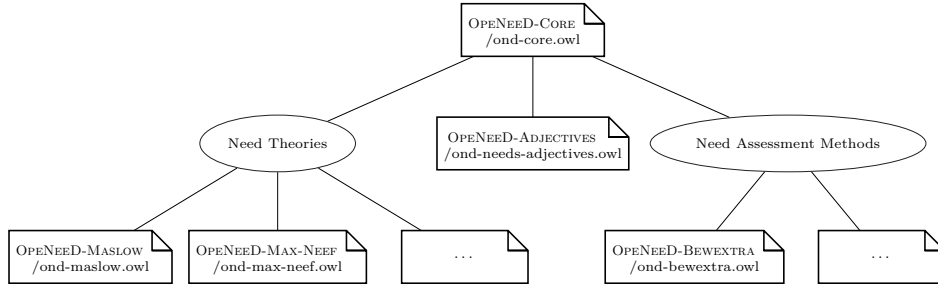 OpeNeeD-Core
/ond-core.owl
Need Theories
OpeNeeD-Adjectives
/ond-needs-adjectives.owl
Need Assessment Methods
OpeNeeD-Maslow
/ond-maslow.owl
OpeNeeD-Max-Neef
/ond-max-neef.owl
...
OpeNeeD-Bewextra
/ond-bewextra.owl
...